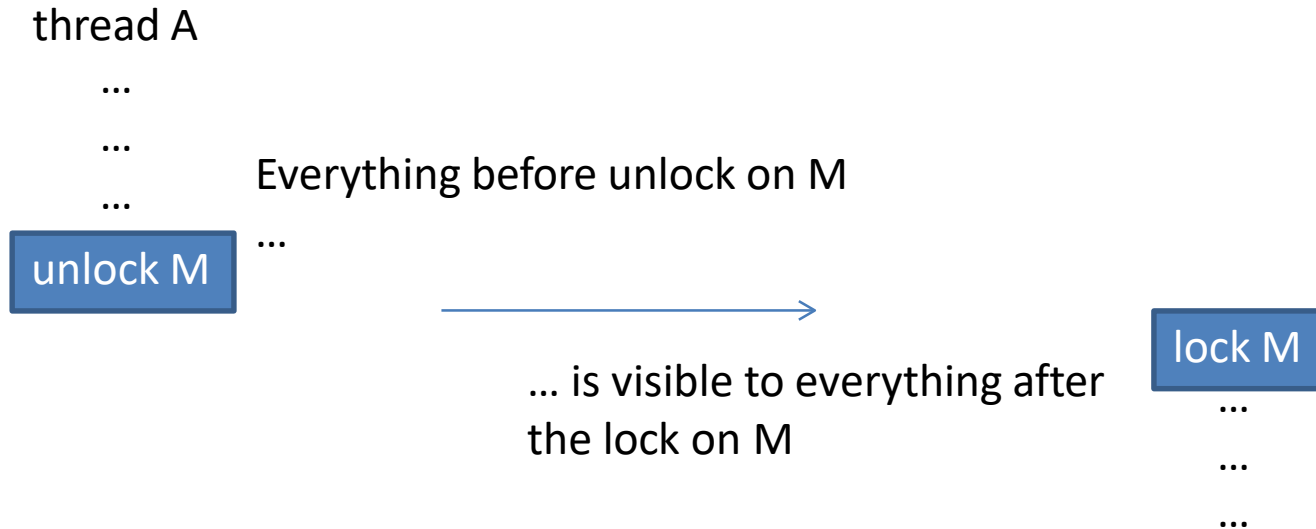 thread A
...
...
...
Everything before unlock on M
...
unlock M
lock M
... is visible to everything after
the lock on M
...
...
...